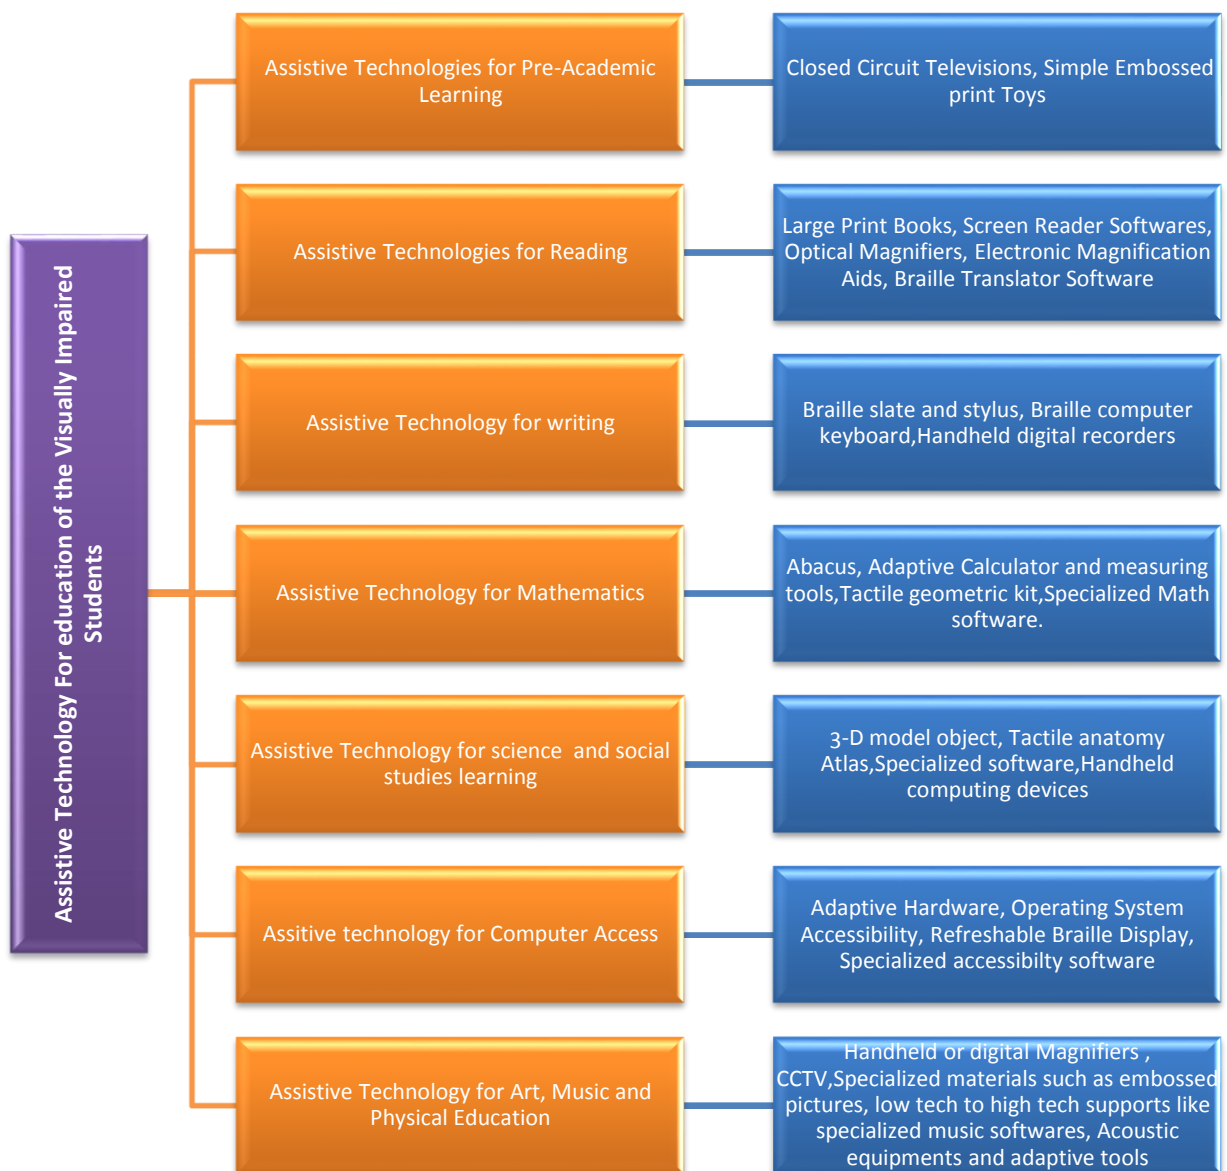 Assistive Technology For education of the Visually Impaired
Students
Assistive Technologies for Pre-Academic
Learning
Closed Circuit Televisions, Simple Embossed
print Toys
Assistive Technologies for Reading
Large Print Books, Screen Reader Softwares,
Optical Magnifiers, Electronic Magnification
Aids, Braille Translator Software
Assistive Technology for writing
Braille slate and stylus, Braille computer
keyboard,Handheld digital recorders
Assistive Technology for Mathematics
Abacus, Adaptive Calculator and measuring
tools,Tactile geometric kit,Specialized Math
software.
Assistive Technology for science  and social
studies learning
3-D model object, Tactile anatomy
Atlas,Specialized software,Handheld
computing devices
Assitive technology for Computer Access
Adaptive Hardware, Operating System
Accessibility, Refreshable Braille Display,
Specialized accessibilty software
Assistive Technology for Art, Music and
Physical Education
Handheld or digital Magnifiers ,
CCTV,Specialized materials such as embossed
pictures, low tech to high tech supports like
specialized music softwares, Acoustic
equipments and adaptive tools